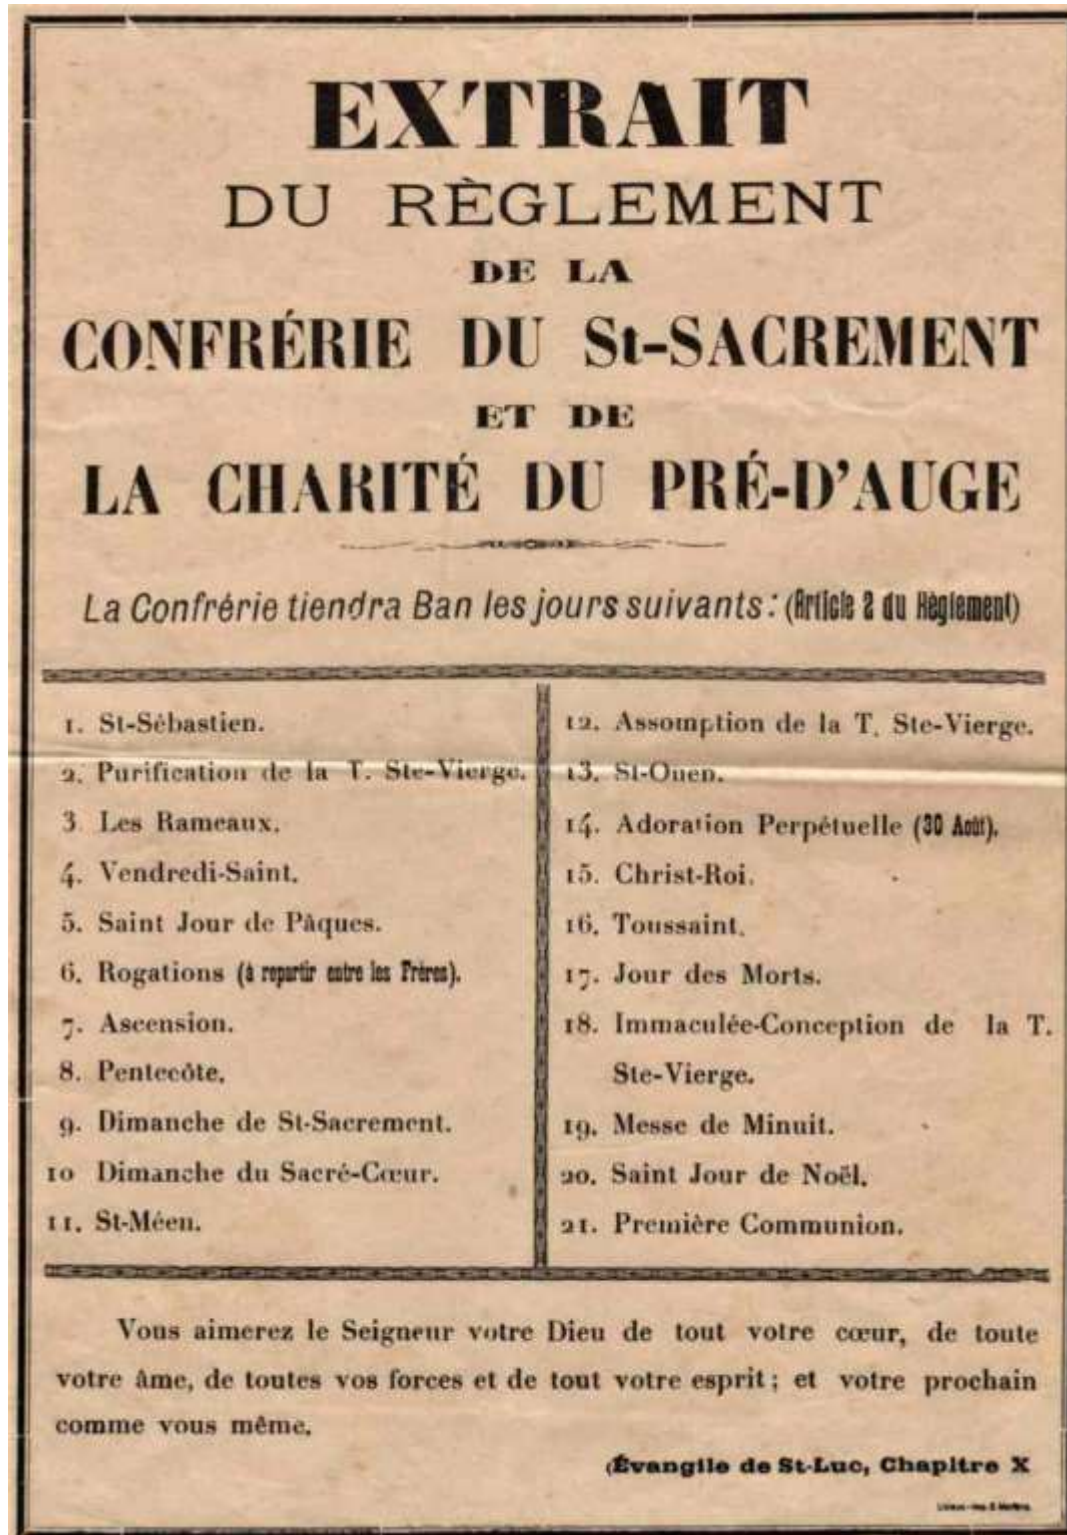 EXTRAIT
DU RÈGLEMENT
DE LA
CONFRÉRIE DU St-SACREMENT
ET DE
LA CHARITÉ DU PRÉ-D'AUGE
La Confrérie tiendra Ban les jours suivants: (Article 2 du Règlement)
1. St-Sébastien.
2. Purification de la T. Ste-Vierge.
3 Les Rameaux.
4. Vendredi-Saint.
5. Saint Jour de Pâques.
6. Rogations (à repartir entre les Frères).
7. Ascension.
8. Pentecôte.
9. Dimanche de St-Sacrement.
10 Dimanche du Sacré-Cœur.
11. St-Méen.
12. Assomption de la T. Ste-Vierge.
13. St-Ouen.
14. Adoration Perpétuelle (30 Août).
15. Christ-Roi.
16. Toussaint.
17. Jour des Morts.
18. Immaculée-Conception de la T.
Ste-Vierge.
19. Messe de Minuit.
20. Saint Jour de Noël.
21. Première Communion.
Vous aimerez le Seigneur votre Dieu de tout votre cœur, de toute
votre âme, de toutes vos forces et de tout votre esprit; et votre prochain
comme vous même.
(Évangile de St-Luc, Chapitre X